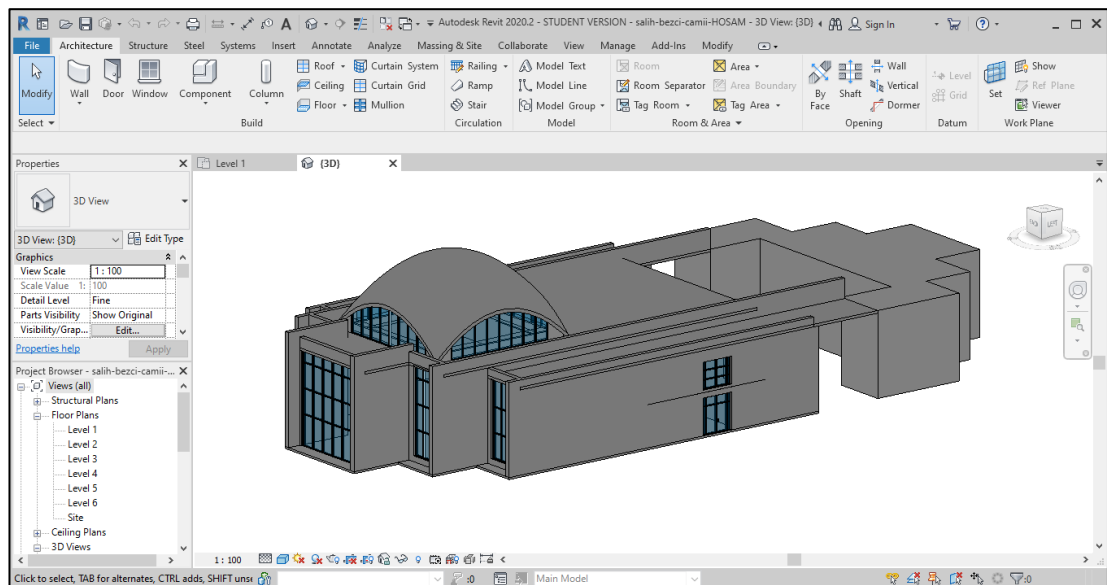 Autodesk Revit 2020.2 - STUDENT VERSION - salih-bezci-camii-HOSAM - 3D View: {3D}
Sign In
File Architecture Structure Steel Systems Insert Annotate Analyze Massing & Site Collaborate View Manage Add-Ins Modify
Modify
Wall
Door
Window
Component
Column
Roof
Ceiling
Floor
Curtain System
Curtain Grid
Mullion
Railing
Ramp
Stair
Model Text
Model Line
Model Group
Room
Room Separator
Tag Room
Area
Area Boundary
Tag Area
By Face
Shaft
Wall
Vertical
Dormer
Level
Grid
Set
Show
Ref Plane
Viewer
Select
Build
Circulation
Model
Room & Area
Opening
Datum
Work Plane
Properties
Level 1
{3D}
3D View
3D View: {3D}
Edit Type
Graphics
View Scale 1 : 100
Scale Value 1: 100
Detail Level Fine
Parts Visibility Show Original
Visibility/Grap... Edit...
Properties help
Apply
Project Browser - salih-bezci-camii-...
Views (all)
Structural Plans
Floor Plans
Level 1
Level 2
Level 3
Level 4
Level 5
Level 6
Site
Ceiling Plans
3D Views
LEFT
1 : 100
Click to select, TAB for alternates, CTRL adds, SHIFT unse
:0
Main Model
:0